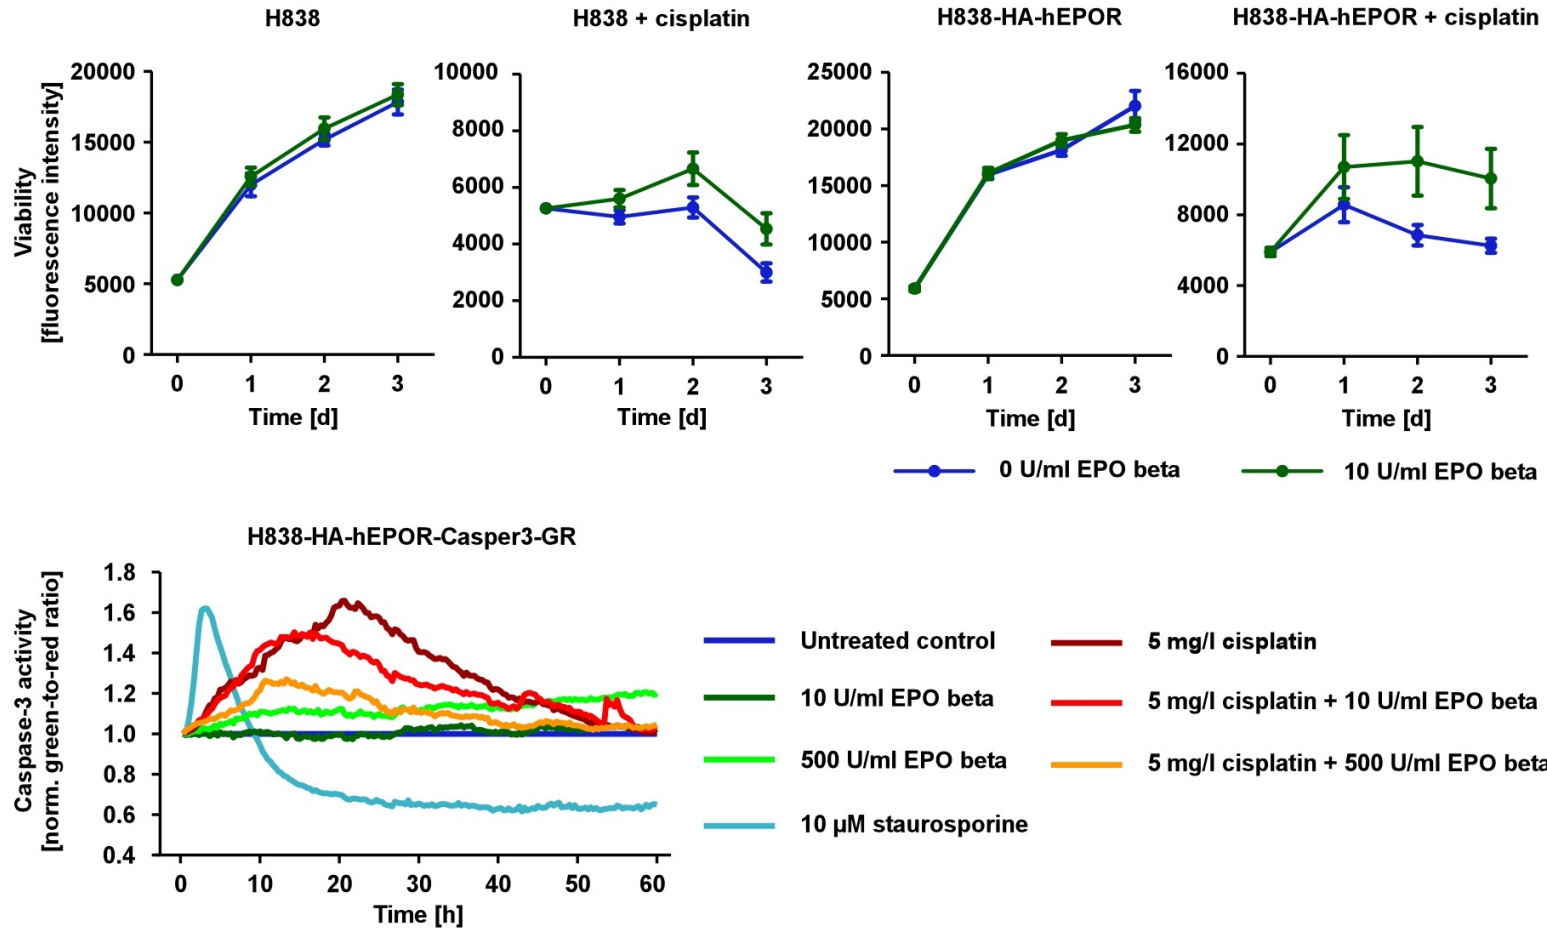 H838
H838 + cisplatin
H838-HA-hEPOR
H838-HA-hEPOR + cisplatin
Viability
[fluorescence intensity]
20000
15000
10000
5000
0
0 1 2 3
Time [d]
10000
8000
6000
4000
2000
0
0 1 2 3
Time [d]
25000
20000
15000
10000
5000
0
0 1 2 3
Time [d]
16000
12000
8000
4000
0
0 1 2 3
Time [d]
0 U/ml EPO beta
10 U/ml EPO beta
H838-HA-hEPOR-Casper3-GR
Caspase-3 activity
[norm. green-to-red ratio]
1.8
1.6
1.4
1.2
1.0
0.8
0.6
0.4
0 10 20 30 40 50 60
Time [h]
Untreated control
10 U/ml EPO beta
500 U/ml EPO beta
10 µM staurosporine
5 mg/l cisplatin
5 mg/l cisplatin + 10 U/ml EPO beta
5 mg/l cisplatin + 500 U/ml EPO beta